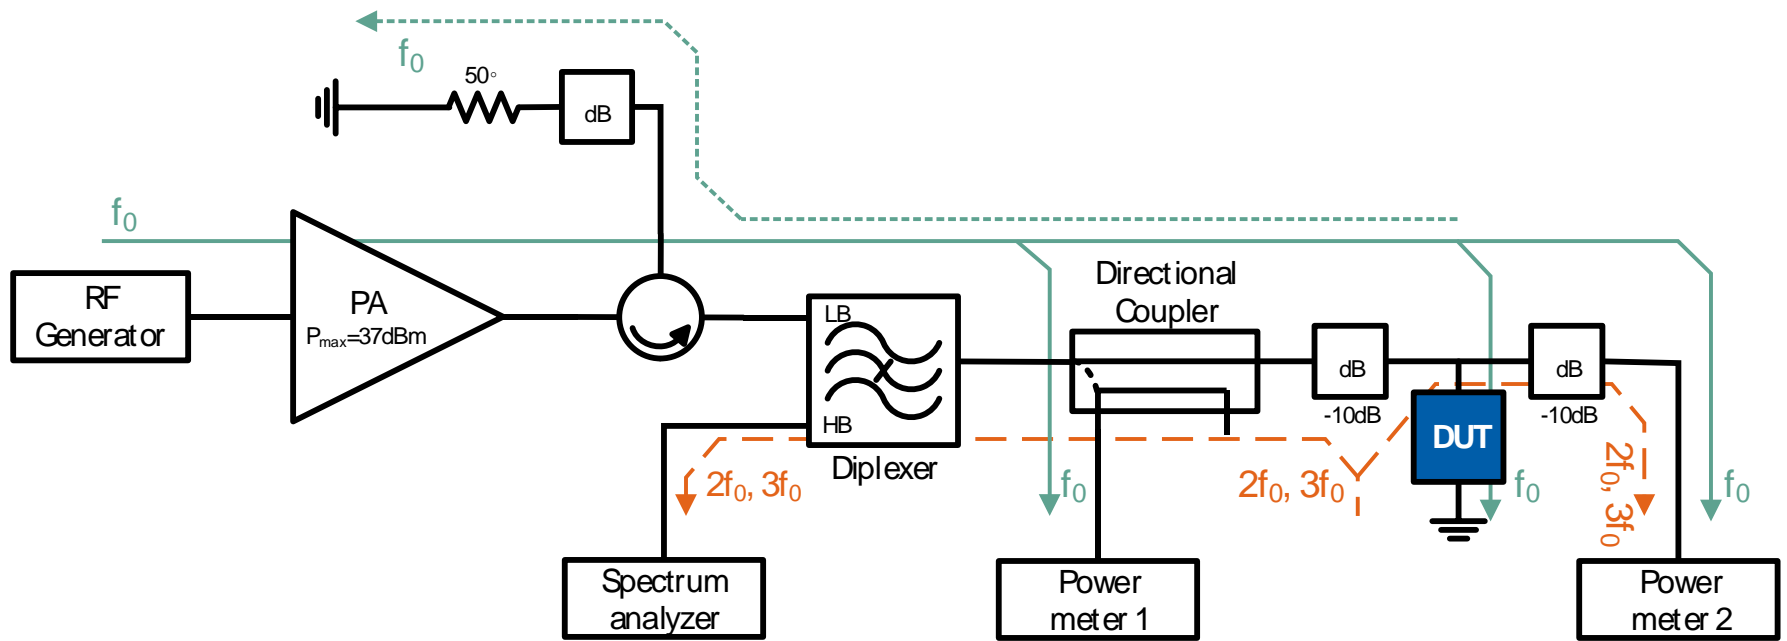 f₀
50◦
dB
f₀
RF
Generator
PA
Pmax=37dBm
LB
HB
Diplexer
Directional
Coupler
dB
-10dB
dB
-10dB
DUT
2f₀, 3f₀
f₀
2f₀, 3f₀
f₀
2f₀, 3f₀
f₀
Spectrum
analyzer
Power
meter 1
Power
meter 2